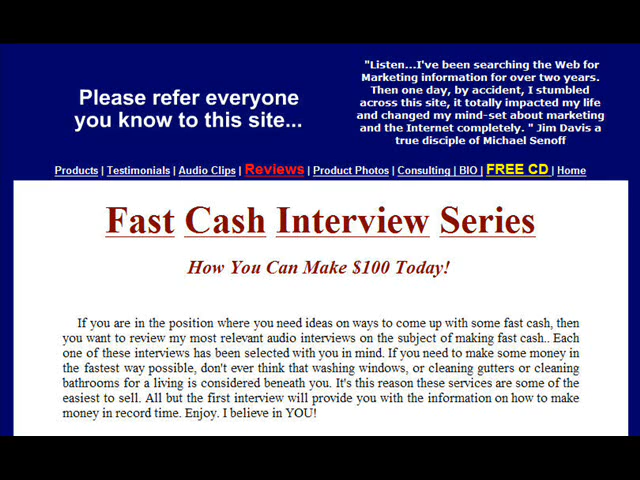 Please refer everyone
you know to this site...
"Listen...I've been searching the Web for
Marketing information for over two years.
Then one day, by accident, I stumbled
across this site, it totally impacted my life
and changed my mind-set about marketing
and the Internet completely. " Jim Davis a
true disciple of Michael Senoff
Products | Testimonials | Audio Clips | Reviews | Product Photos | Consulting | BIO | FREE CD | Home
Fast Cash Interview Series
How You Can Make $100 Today!
If you are in the position where you need ideas on ways to come up with some fast cash, then
you want to review my most relevant audio interviews on the subject of making fast cash.. Each
one of these interviews has been selected with you in mind. If you need to make some money in
the fastest way possible, don't ever think that washing windows, or cleaning gutters or cleaning
bathrooms for a living is considered beneath you. It's this reason these services are some of the
easiest to sell. All but the first interview will provide you with the information on how to make
money in record time. Enjoy. I believe in YOU!